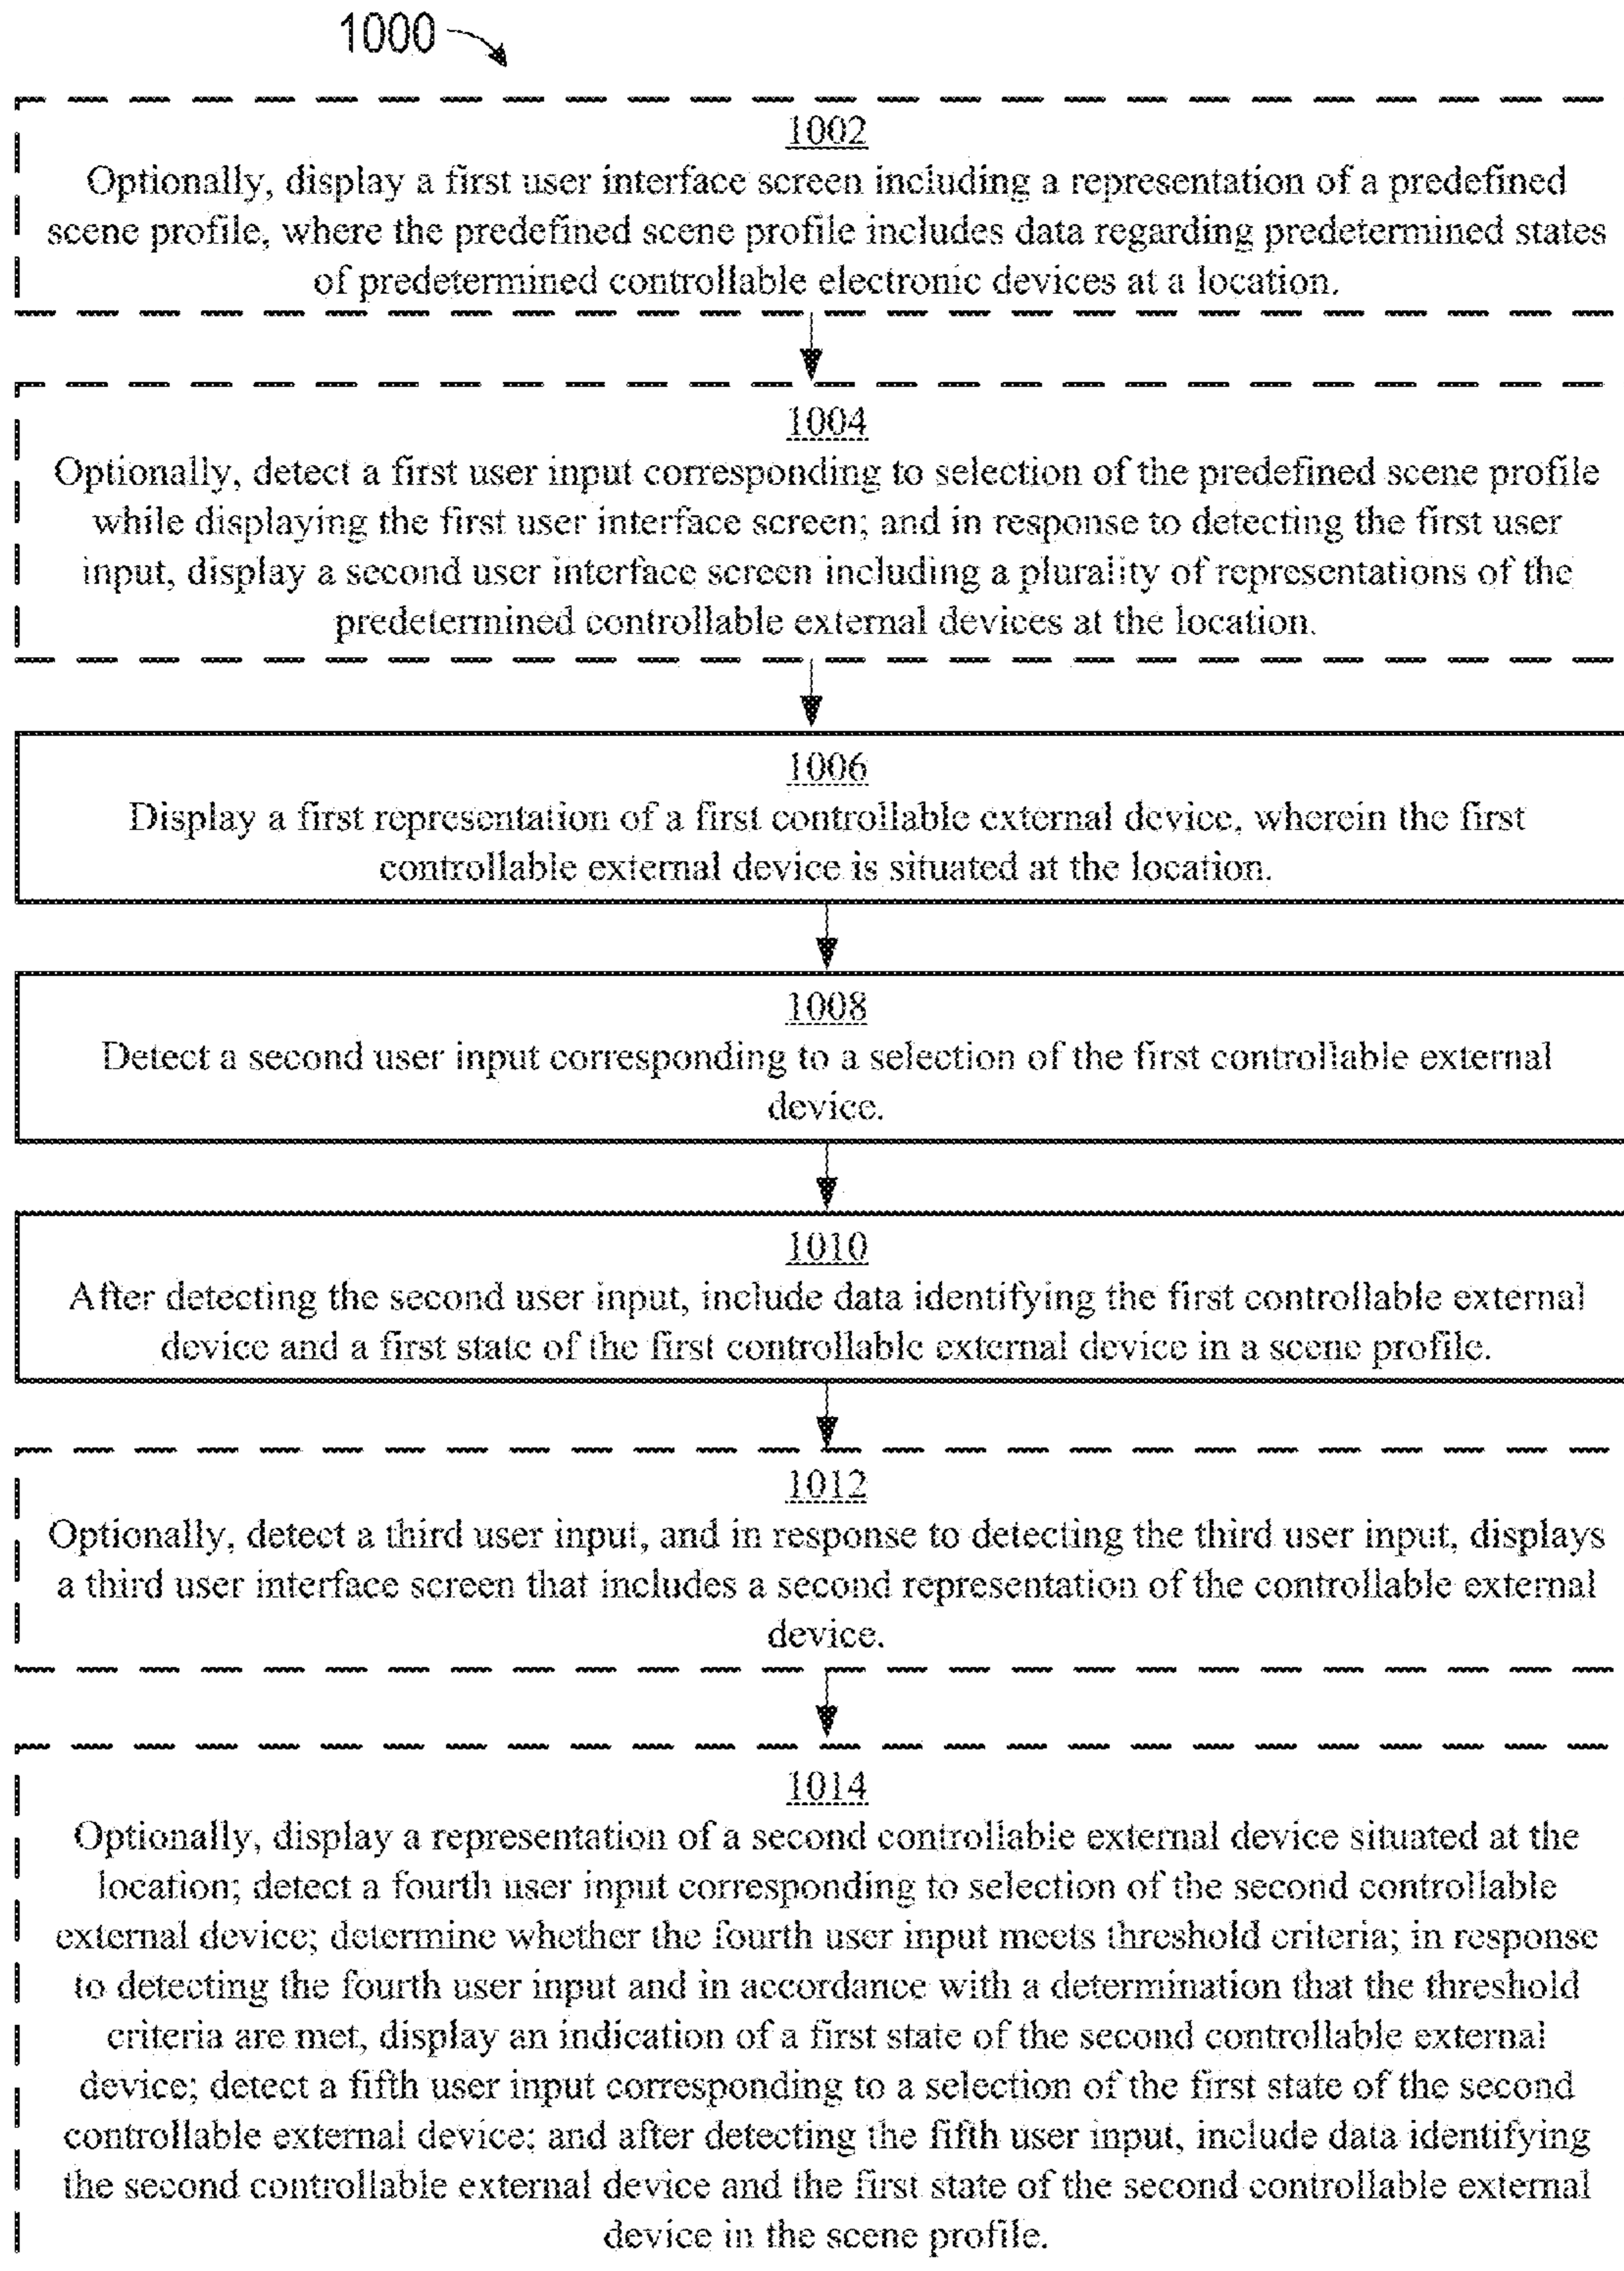 1000
1002
Optionally, display a first user interface screen including a representation of a predefined
scene profile, where the predefined scene profile includes data regarding predetermined states
of predetermined controllable electronic devices at a location.
1004
Optionally, detect a first user input corresponding to selection of the predefined scene profile
while displaying the first user interface screen; and in response to detecting the first user
input, display a second user interface screen including a plurality of representations of the
predetermined controllable external devices at the location.
1006
Display a first representation of a first controllable external device, wherein the first
controllable external device is situated at the location.
1008
Detect a second user input corresponding to a selection of the first controllable external
device.
1010
After detecting the second user input, include data identifying the first controllable external
device and a first state of the first controllable external device in a scene profile.
1012
Optionally, detect a third user input, and in response to detecting the third user input, displays
a third user interface screen that includes a second representation of the controllable external
device.
1014
Optionally, display a representation of a second controllable external device situated at the
location; detect a fourth user input corresponding to selection of the second controllable
external device; determine whether the fourth user input meets threshold criteria; in response
to detecting the fourth user input and in accordance with a determination that the threshold
criteria are met, display an indication of a first state of the second controllable external
device; detect a fifth user input corresponding to a selection of the first state of the second
controllable external device; and after detecting the fifth user input, include data identifying
the second controllable external device and the first state of the second controllable external
device in the scene profile.